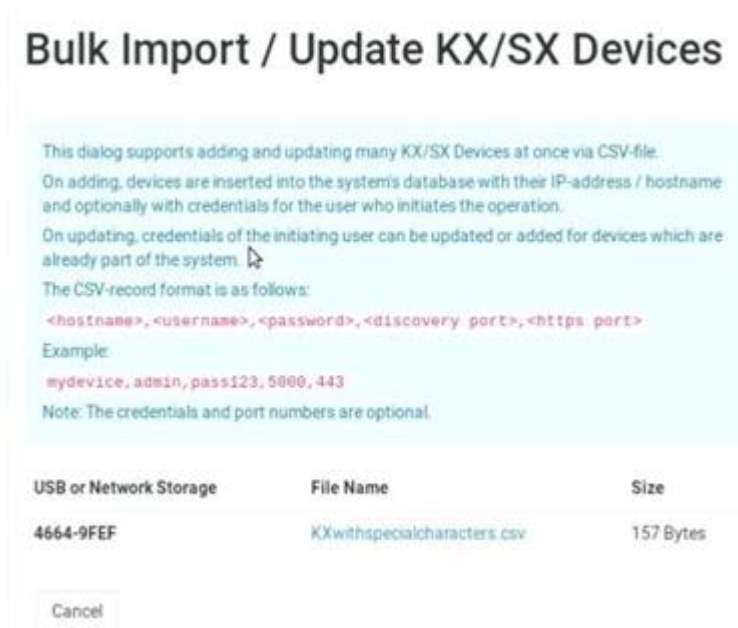 Bulk Import / Update KX/SX Devices
This dialog supports adding and updating many KX/SX Devices at once via CSV-file.
On adding, devices are inserted into the system's database with their IP-address / hostname
and optionally with credentials for the user who initiates the operation.
On updating, credentials of the initiating user can be updated or added for devices which are
already part of the system.
The CSV-record format is as follows:
<hostname>,<username>,<password>,<discovery port>,<https port>
Example:
mydevice,admin,pass123,5000,443
Note: The credentials and port numbers are optional.
USB or Network Storage File Name Size
4664-9FEF KXwithspecialcharacters.csv 157 Bytes
Cancel